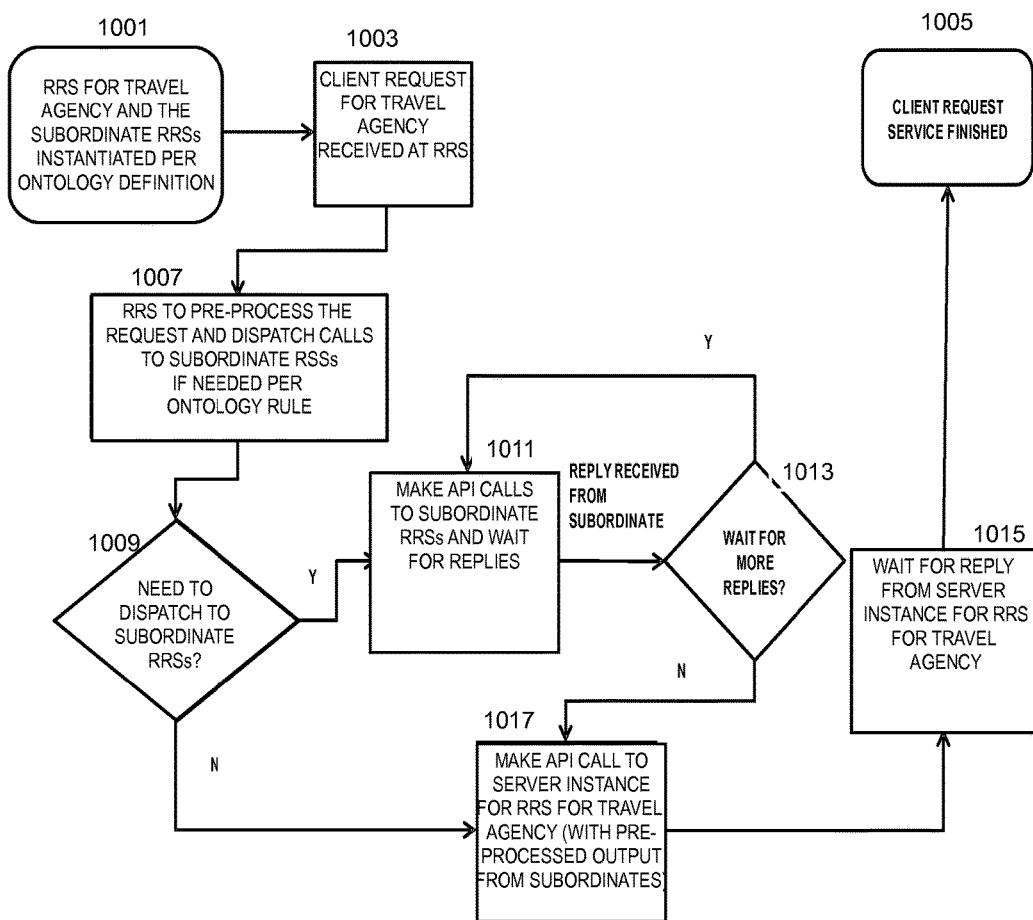 1001
RRS FOR TRAVEL
AGENCY AND THE
SUBORDINATE RRSs
INSTANTIATED PER
ONTOLOGY DEFINITION
1003
CLIENT REQUEST
FOR TRAVEL
AGENCY
RECEIVED AT RRS
1005
CLIENT REQUEST
SERVICE FINISHED
1007
RRS TO PRE-PROCESS THE
REQUEST AND DISPATCH CALLS
TO SUBORDINATE RSSs
IF NEEDED PER
ONTOLOGY RULE
1009
NEED TO
DISPATCH TO
SUBORDINATE
RRSs?
Y
N
1011
MAKE API CALLS
TO SUBORDINATE
RRSs AND WAIT
FOR REPLIES
REPLY RECEIVED
FROM
SUBORDINATE
1013
WAIT FOR
MORE
REPLIES?
Y
N
1015
WAIT FOR REPLY
FROM SERVER
INSTANCE FOR RRS
FOR TRAVEL
AGENCY
1017
MAKE API CALL TO
SERVER INSTANCE
FOR RRS FOR TRAVEL
AGENCY (WITH PRE-
PROCESSED OUTPUT
FROM SUBORDINATES)